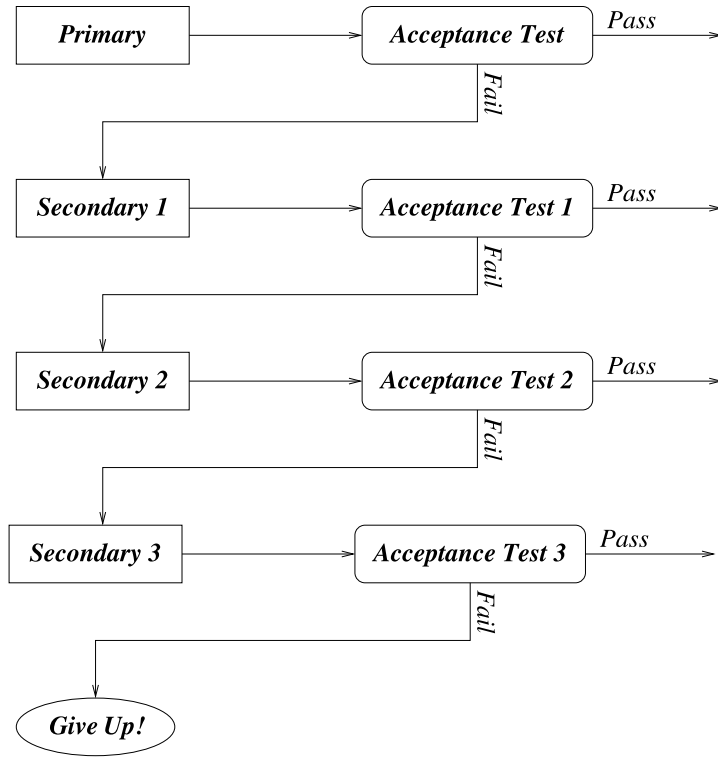 Primary
Acceptance Test
Pass
Fail
Secondary 1
Acceptance Test 1
Pass
Fail
Secondary 2
Acceptance Test 2
Pass
Fail
Secondary 3
Acceptance Test 3
Pass
Fail
Give Up!